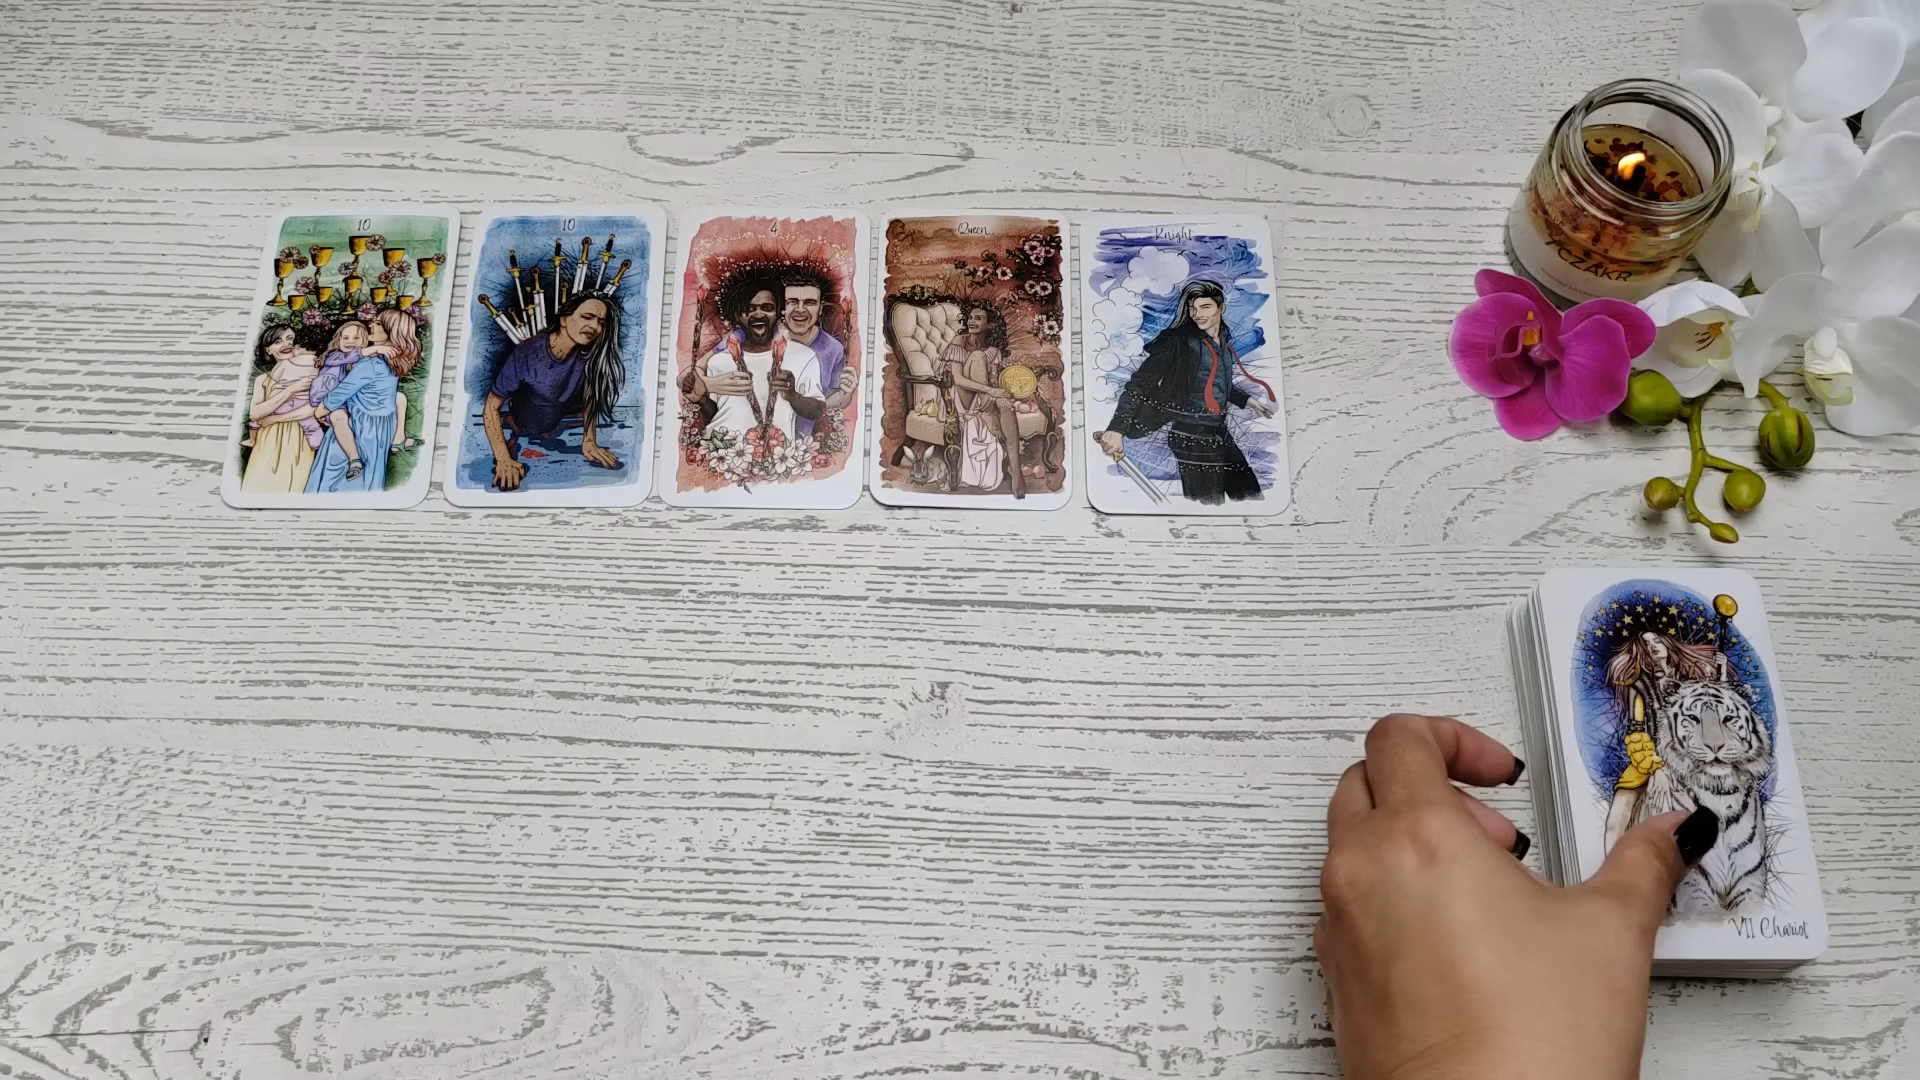 10
10
4
Queen
Knight
CZAKR
VII Chariot